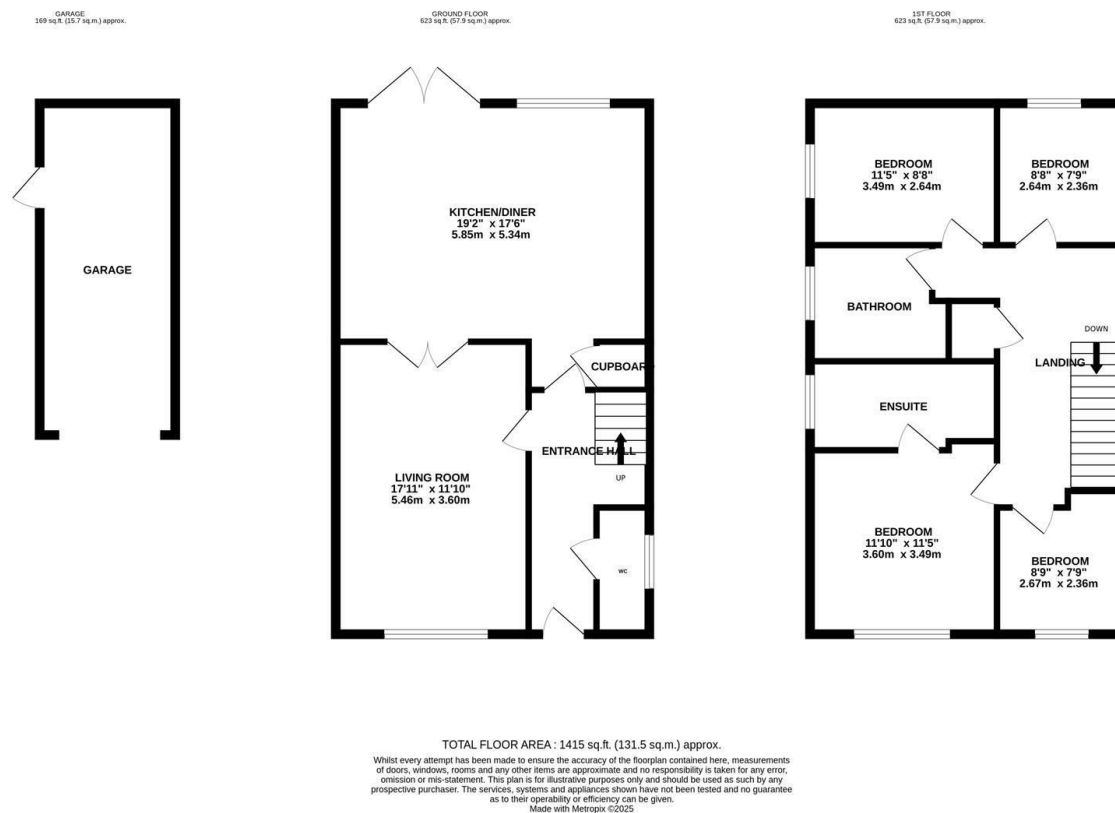 GARAGE
169 sq.ft. (15.7 sq.m.) approx.
GROUND FLOOR
623 sq.ft. (57.9 sq.m.) approx.
1ST FLOOR
623 sq.ft. (57.9 sq.m.) approx.
GARAGE
KITCHEN/DINER
19'2" x 17'6"
5.85m x 5.34m
CUPBOARD
ENTRANCE HALL
UP
LIVING ROOM
17'11" x 11'10"
5.46m x 3.60m
WC
BEDROOM
11'5" x 8'8"
3.49m x 2.64m
BEDROOM
8'8" x 7'9"
2.64m x 2.36m
BATHROOM
DOWN
LANDING
ENSUITE
BEDROOM
11'10" x 11'5"
3.60m x 3.49m
BEDROOM
8'9" x 7'9"
2.67m x 2.36m
TOTAL FLOOR AREA : 1415 sq.ft. (131.5 sq.m.) approx.
Whilst every attempt has been made to ensure the accuracy of the floorplan contained here, measurements
of doors, windows, rooms and any other items are approximate and no responsibility is taken for any error,
omission or mis-statement. This plan is for illustrative purposes only and should be used as such by any
prospective purchaser. The services, systems and appliances shown have not been tested and no guarantee
as to their operability or efficiency can be given.
Made with Metropix ©2025